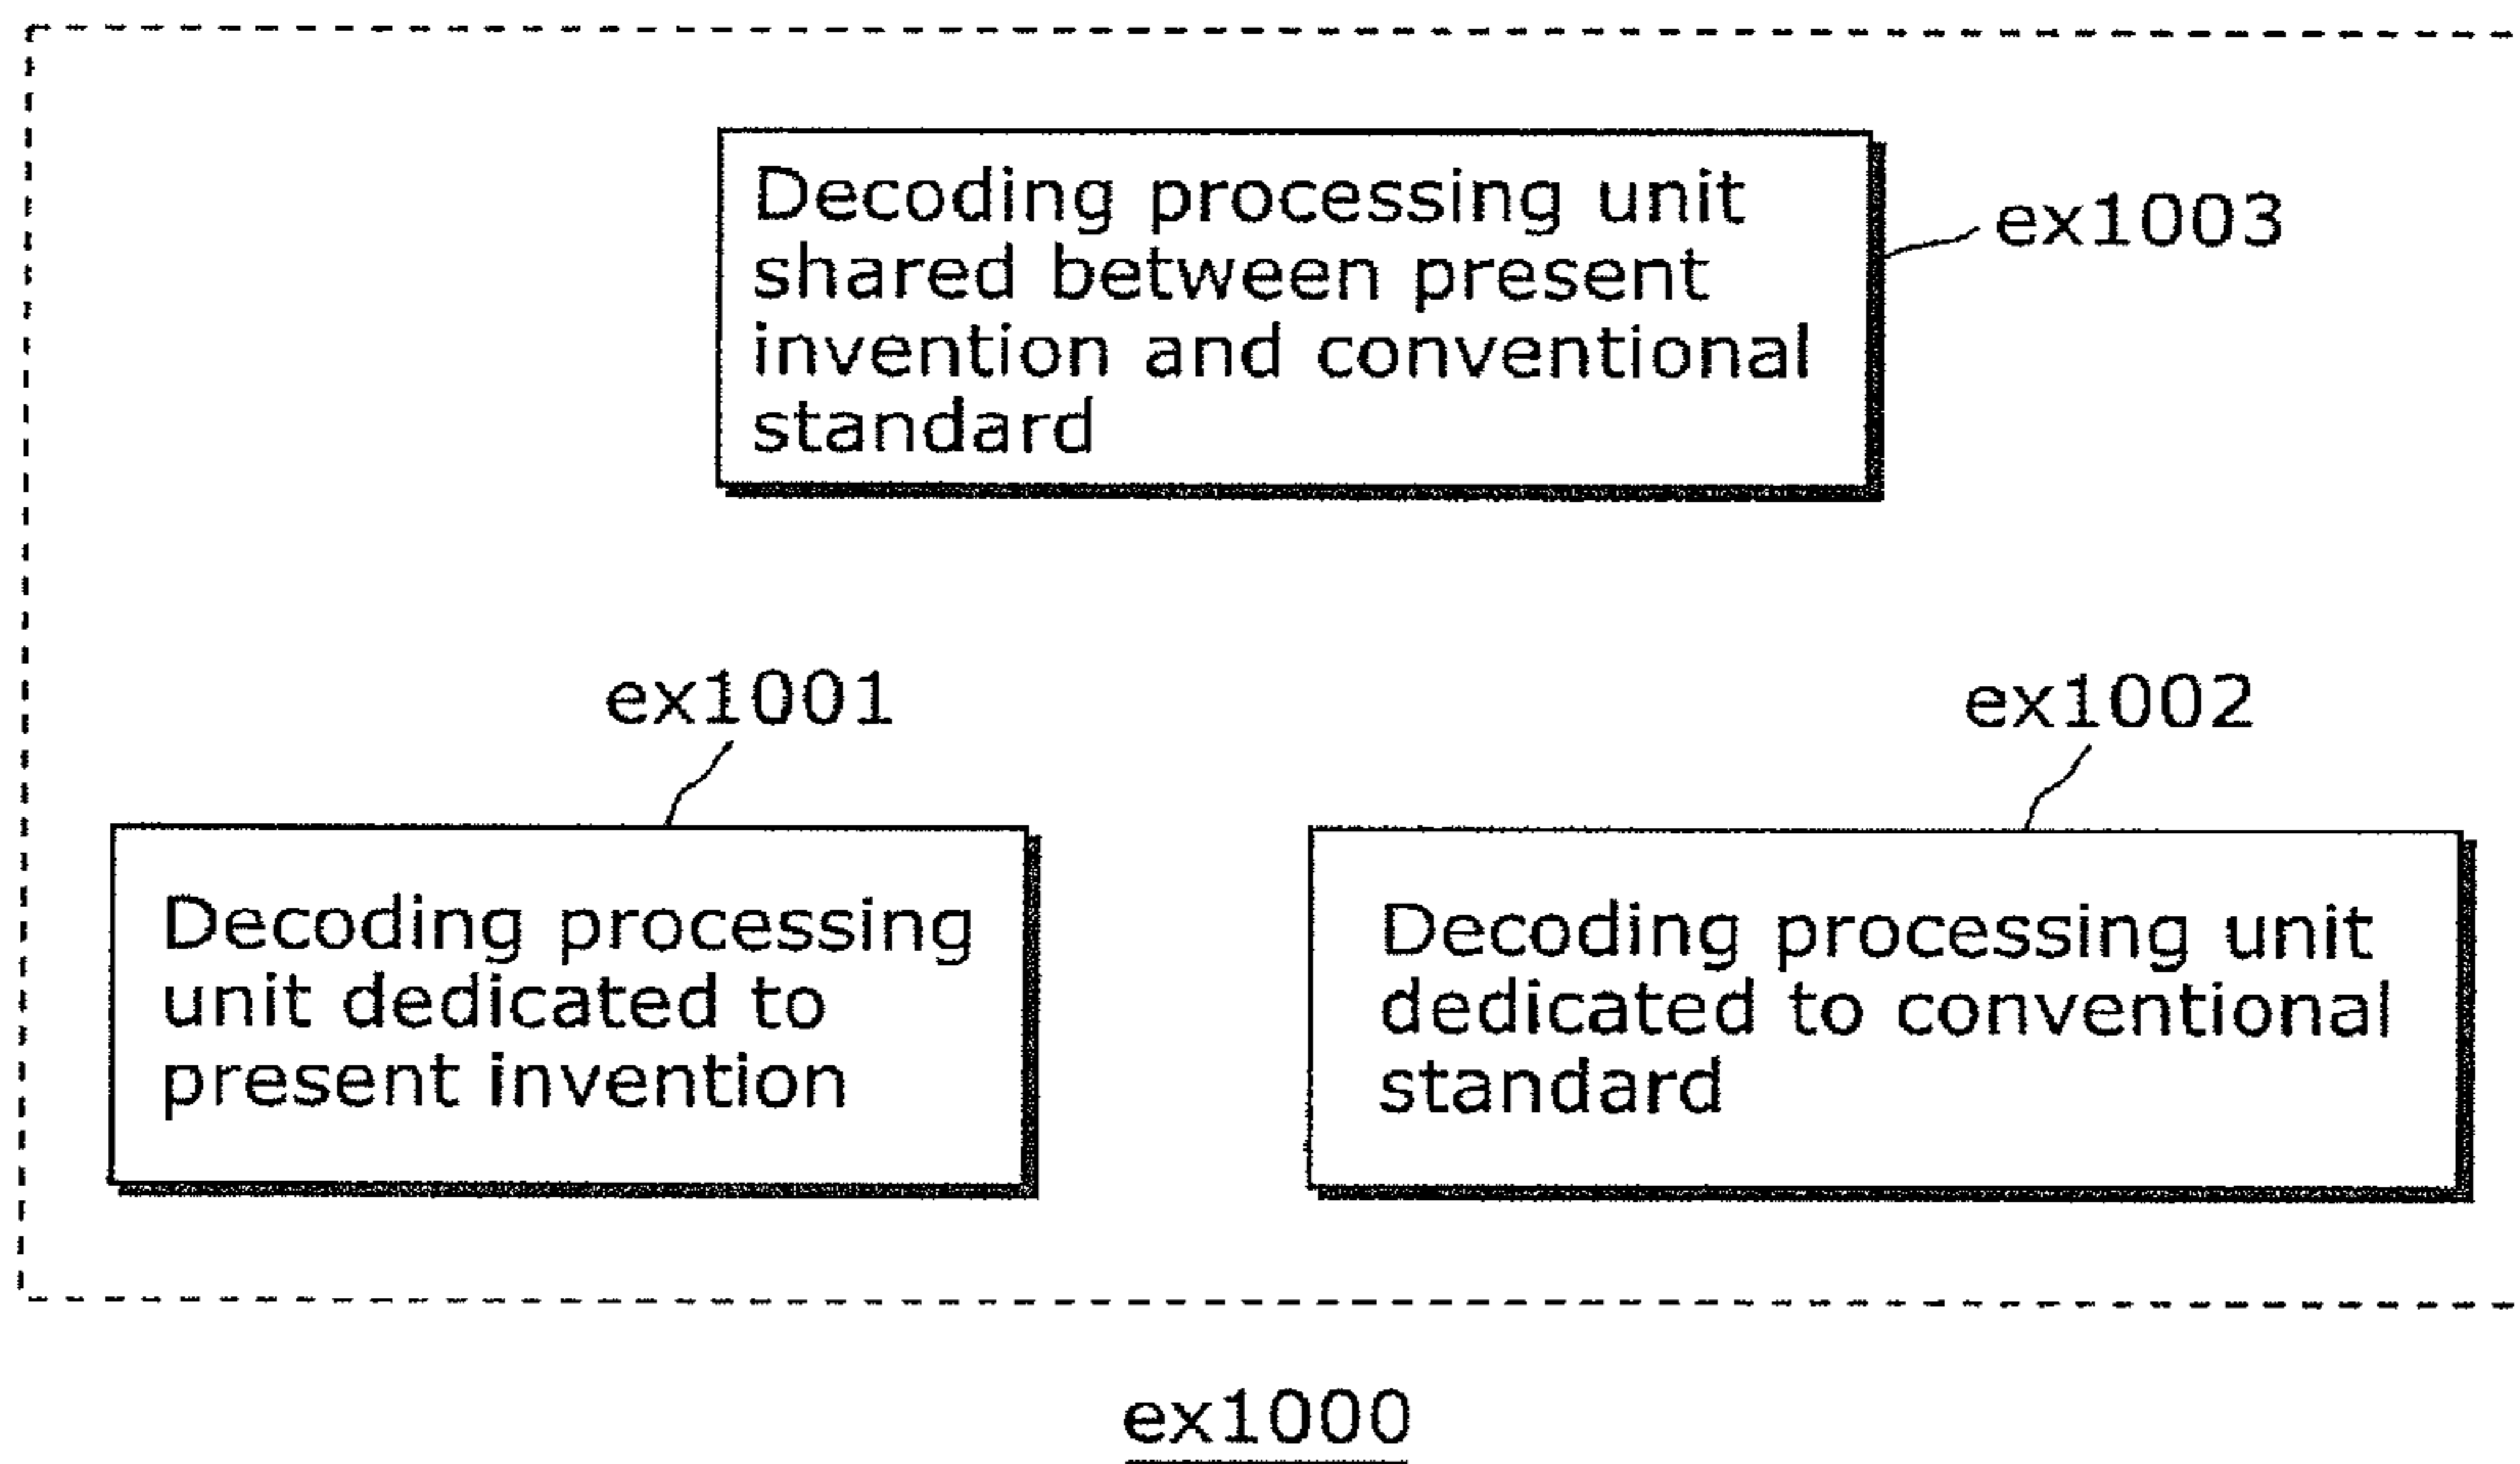 Decoding processing unit
shared between present
invention and conventional
standard
ex1003
ex1001
ex1002
Decoding processing
unit dedicated to
present invention
Decoding processing unit
dedicated to conventional
standard
ex1000